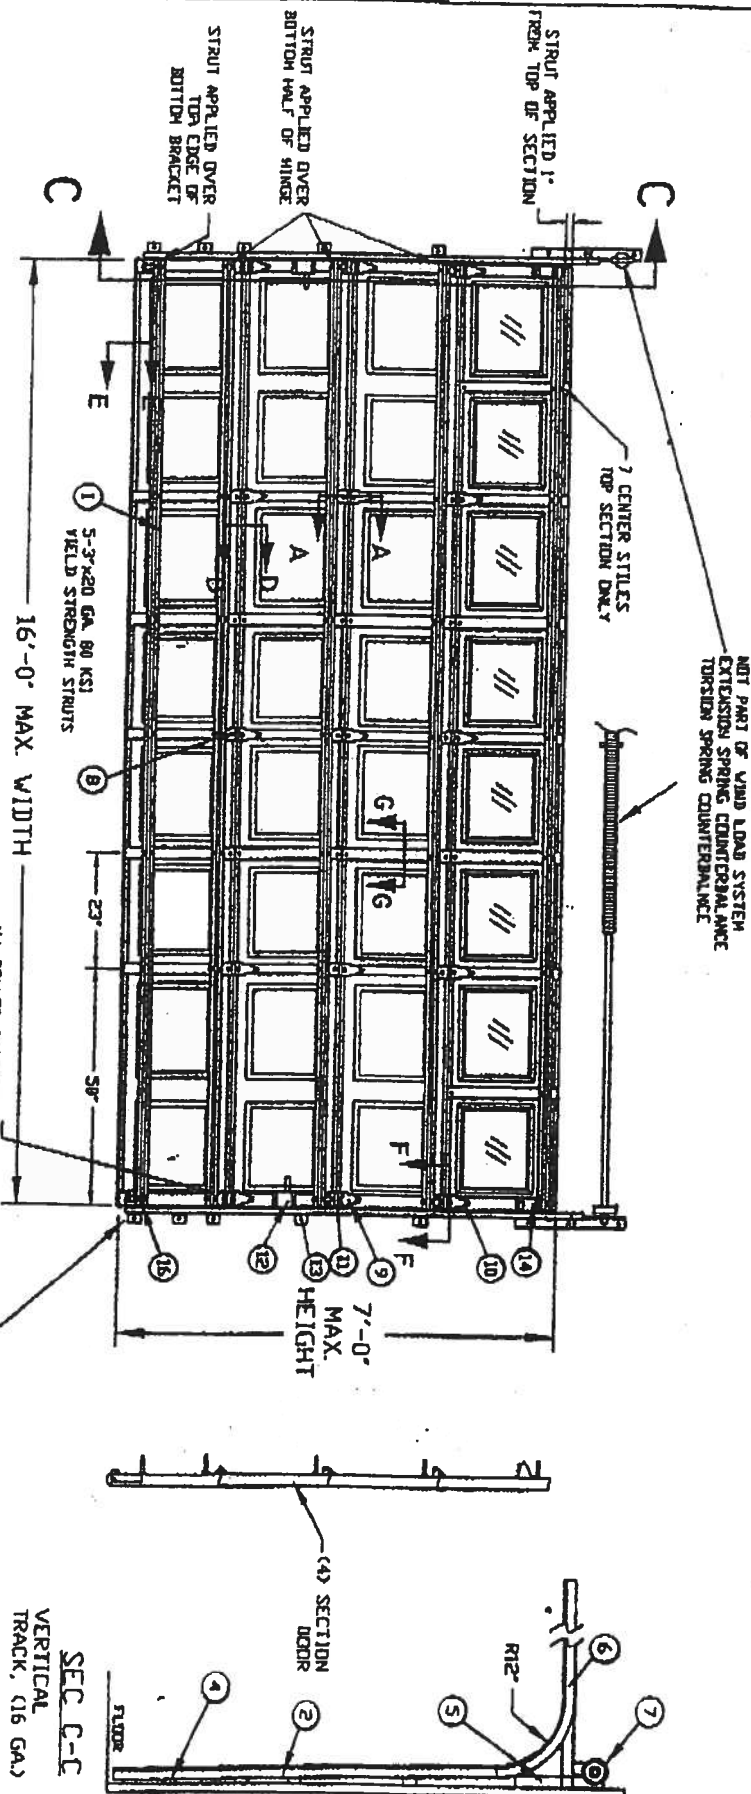 NOT PART OF WIND LOAD SYSTEM
EXTENSION SPRING COUNTERBALANCE
TORSION SPRING COUNTERBALNCE
STRUT APPLIED 1"
FROM TOP OF SECTION
STRUT APPLIED OVER
BOTTOM HALF OF HINGE
STRUT APPLIED OVER
TOP EDGE OF
BOTTOM BRACKET
7 CENTER STILES
TOP SECTION ONLY
C
C
E
A
A
D
D
G
G
F
F
1
5-3"x20 GA. 80 KSI
YIELD STRENGTH STRUTS
8
23"
50"
16'-0" MAX. WIDTH
16
12
13
11
9
10
14
7'-0"
MAX.
HEIGHT
(4) SECTION
DOOR
6
R12"
7
5
2
4
FLOOR
SEC C-C
VERTICAL
TRACK, (16 GA.)